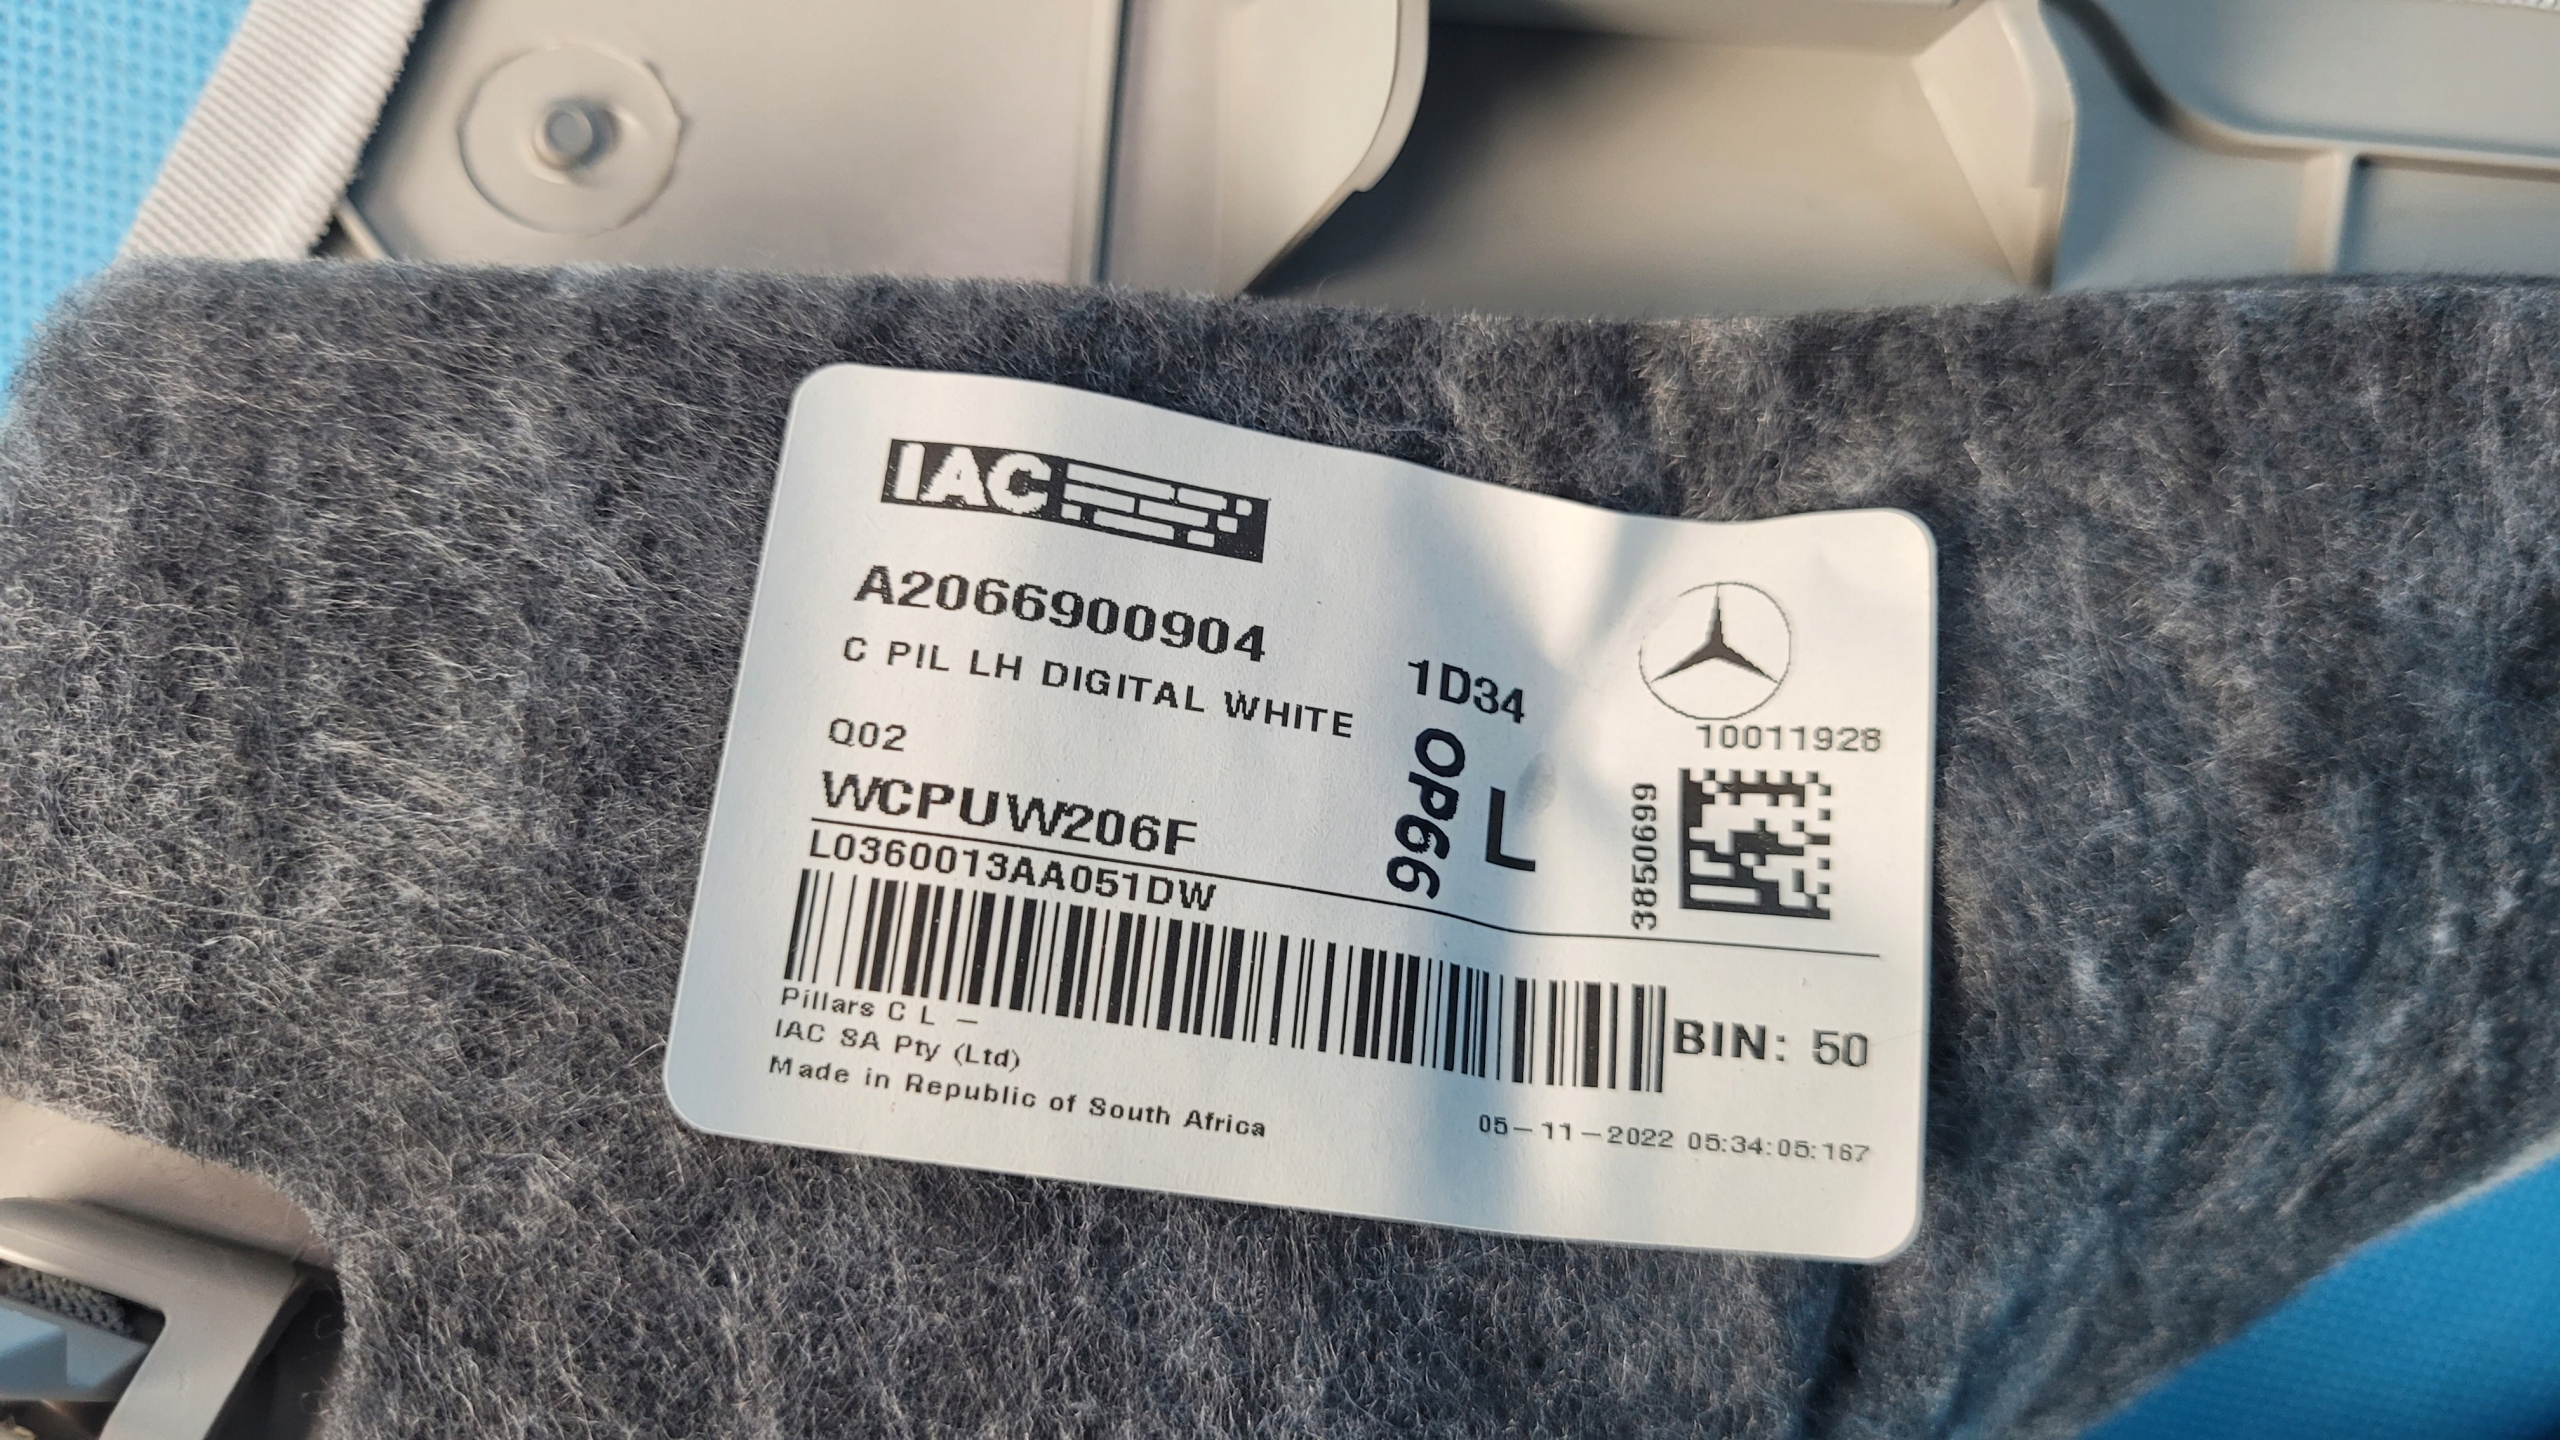 IAC
A2066900904
C PIL LH DIGITAL WHITE
1D34
Q02
10011928
WCPUW206F
OP66
L
3850699
L0360013AA051DW
Pillars C L –
BIN: 50
IAC SA Pty (Ltd)
Made in Republic of South Africa
05–11–2022 05:34:05:167